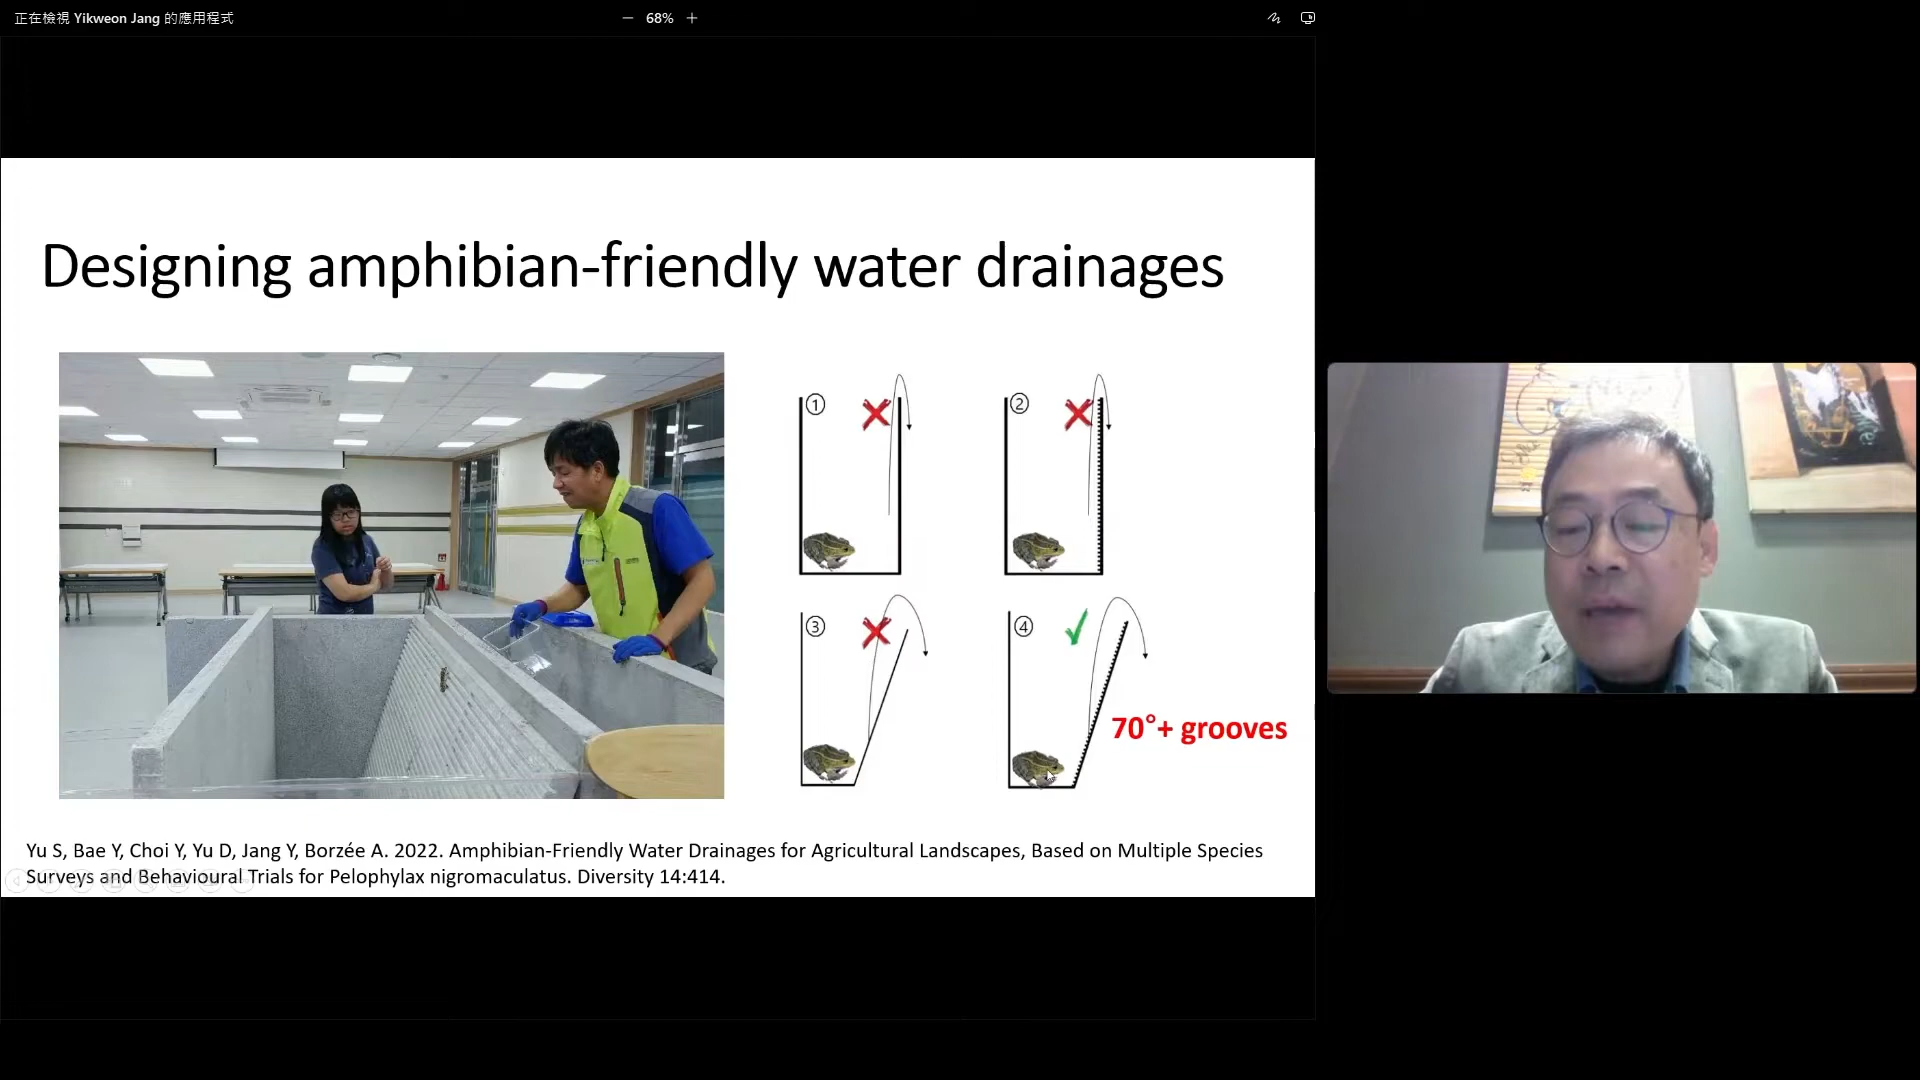 正在檢視 Yikweon Jang 的應用程式
68%
Designing amphibian-friendly water drainages
①
②
③
④
70°+ grooves
Yu S, Bae Y, Choi Y, Yu D, Jang Y, Borzée A. 2022. Amphibian-Friendly Water Drainages for Agricultural Landscapes, Based on Multiple Species
Surveys and Behavioural Trials for Pelophylax nigromaculatus. Diversity 14:414.